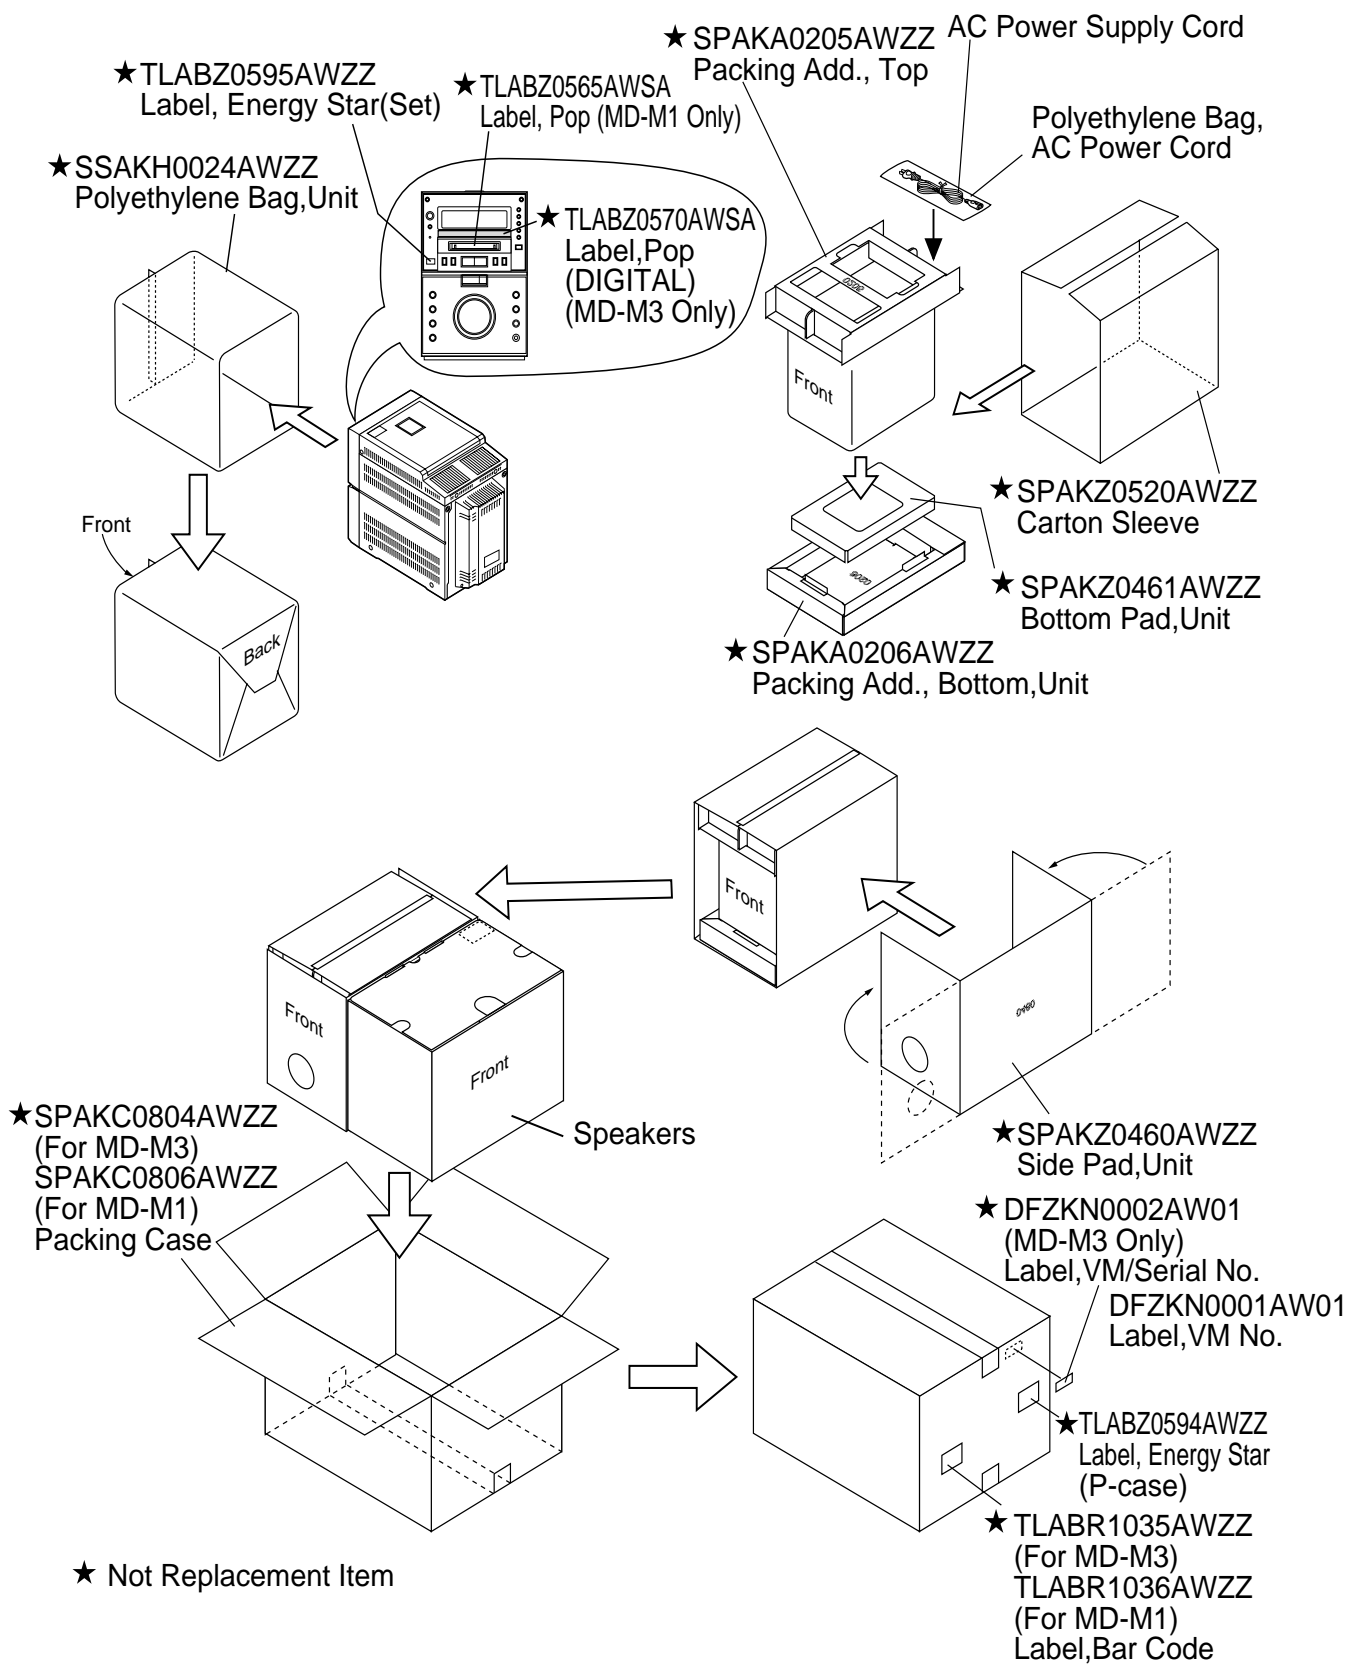 ★ SPAKA0205AWZZ
Packing Add., Top
AC Power Supply Cord
★ TLABZ0595AWZZ
Label, Energy Star(Set)
★ TLABZ0565AWSA
Label, Pop (MD-M1 Only)
Polyethylene Bag,
AC Power Cord
★ SSAKH0024AWZZ
Polyethylene Bag,Unit
★ TLABZ0570AWSA
Label,Pop
(DIGITAL)
(MD-M3 Only)
0205
Front
★ SPAKZ0520AWZZ
Carton Sleeve
Front
Back
0206
★ SPAKZ0461AWZZ
Bottom Pad,Unit
★ SPAKA0206AWZZ
Packing Add., Bottom,Unit
Front
0460
Front
Front
Speakers
★ SPAKZ0460AWZZ
Side Pad,Unit
★ SPAKC0804AWZZ
(For MD-M3)
SPAKC0806AWZZ
(For MD-M1)
Packing Case
★ DFZKN0002AW01
(MD-M3 Only)
Label,VM/Serial No.
DFZKN0001AW01
Label,VM No.
★ TLABZ0594AWZZ
Label, Energy Star
(P-case)
★ TLABR1035AWZZ
(For MD-M3)
TLABR1036AWZZ
(For MD-M1)
Label,Bar Code
★ Not Replacement Item